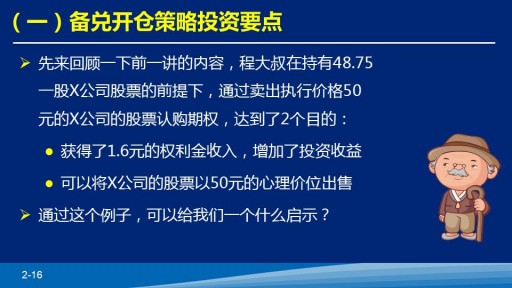 （一）备兑开仓策略投资要点
先来回顾一下前一讲的内容，程大叔在持有48.75
一股X公司股票的前提下，通过卖出执行价格50
元的X公司的股票认购期权，达到了2个目的：
获得了1.6元的权利金收入，增加了投资收益
可以将X公司的股票以50元的心理价位出售
通过这个例子，可以给我们一个什么启示？
2-16